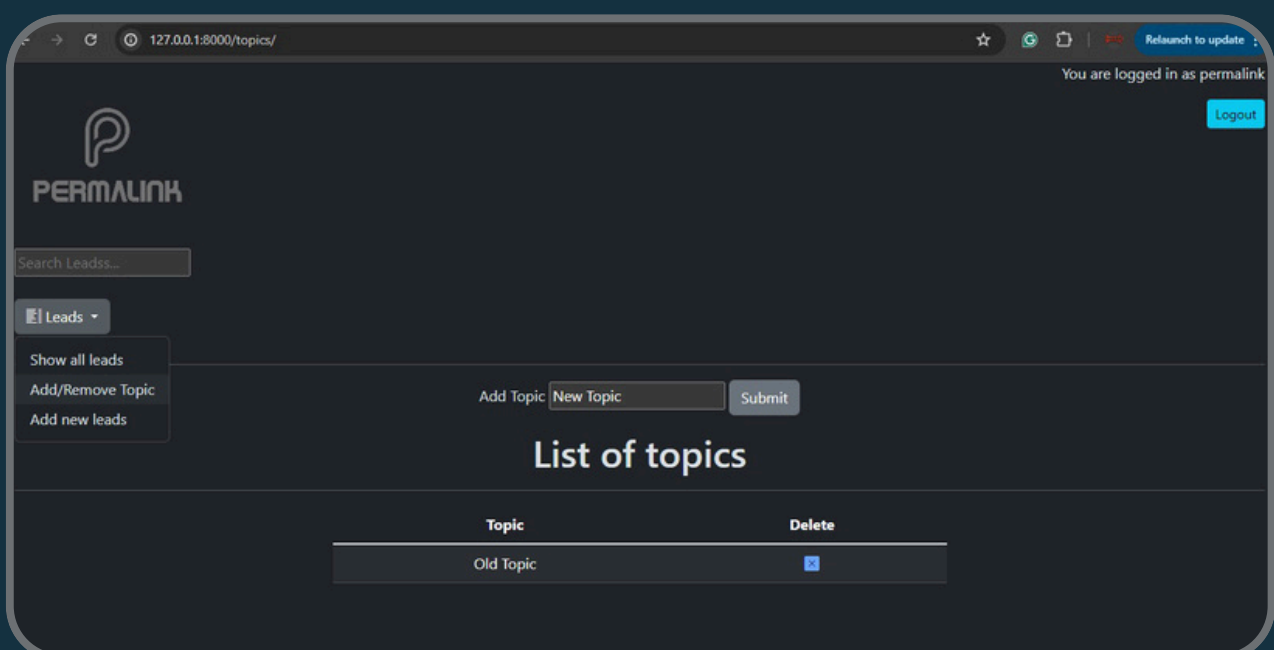 127.0.0.1:8000/topics/
Relaunch to update
You are logged in as permalink
Logout
PERMALINK
Search Leadss...
Leads
Show all leads
Add/Remove Topic
Add new leads
Add Topic New Topic Submit
List of topics
Topic Delete
Old Topic